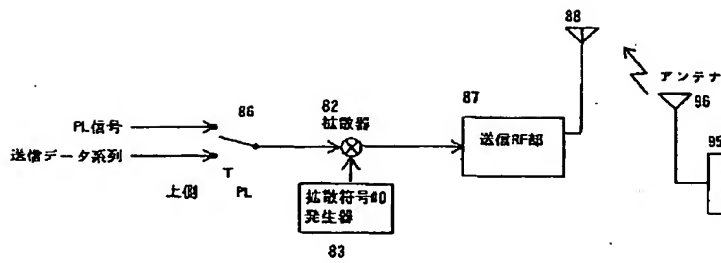 88
アンテナ
96
86
82
拡散器
87
95
PL信号
送信データ系列
送信RF部
T
PL
上側
拡散符号#0
発生器
83